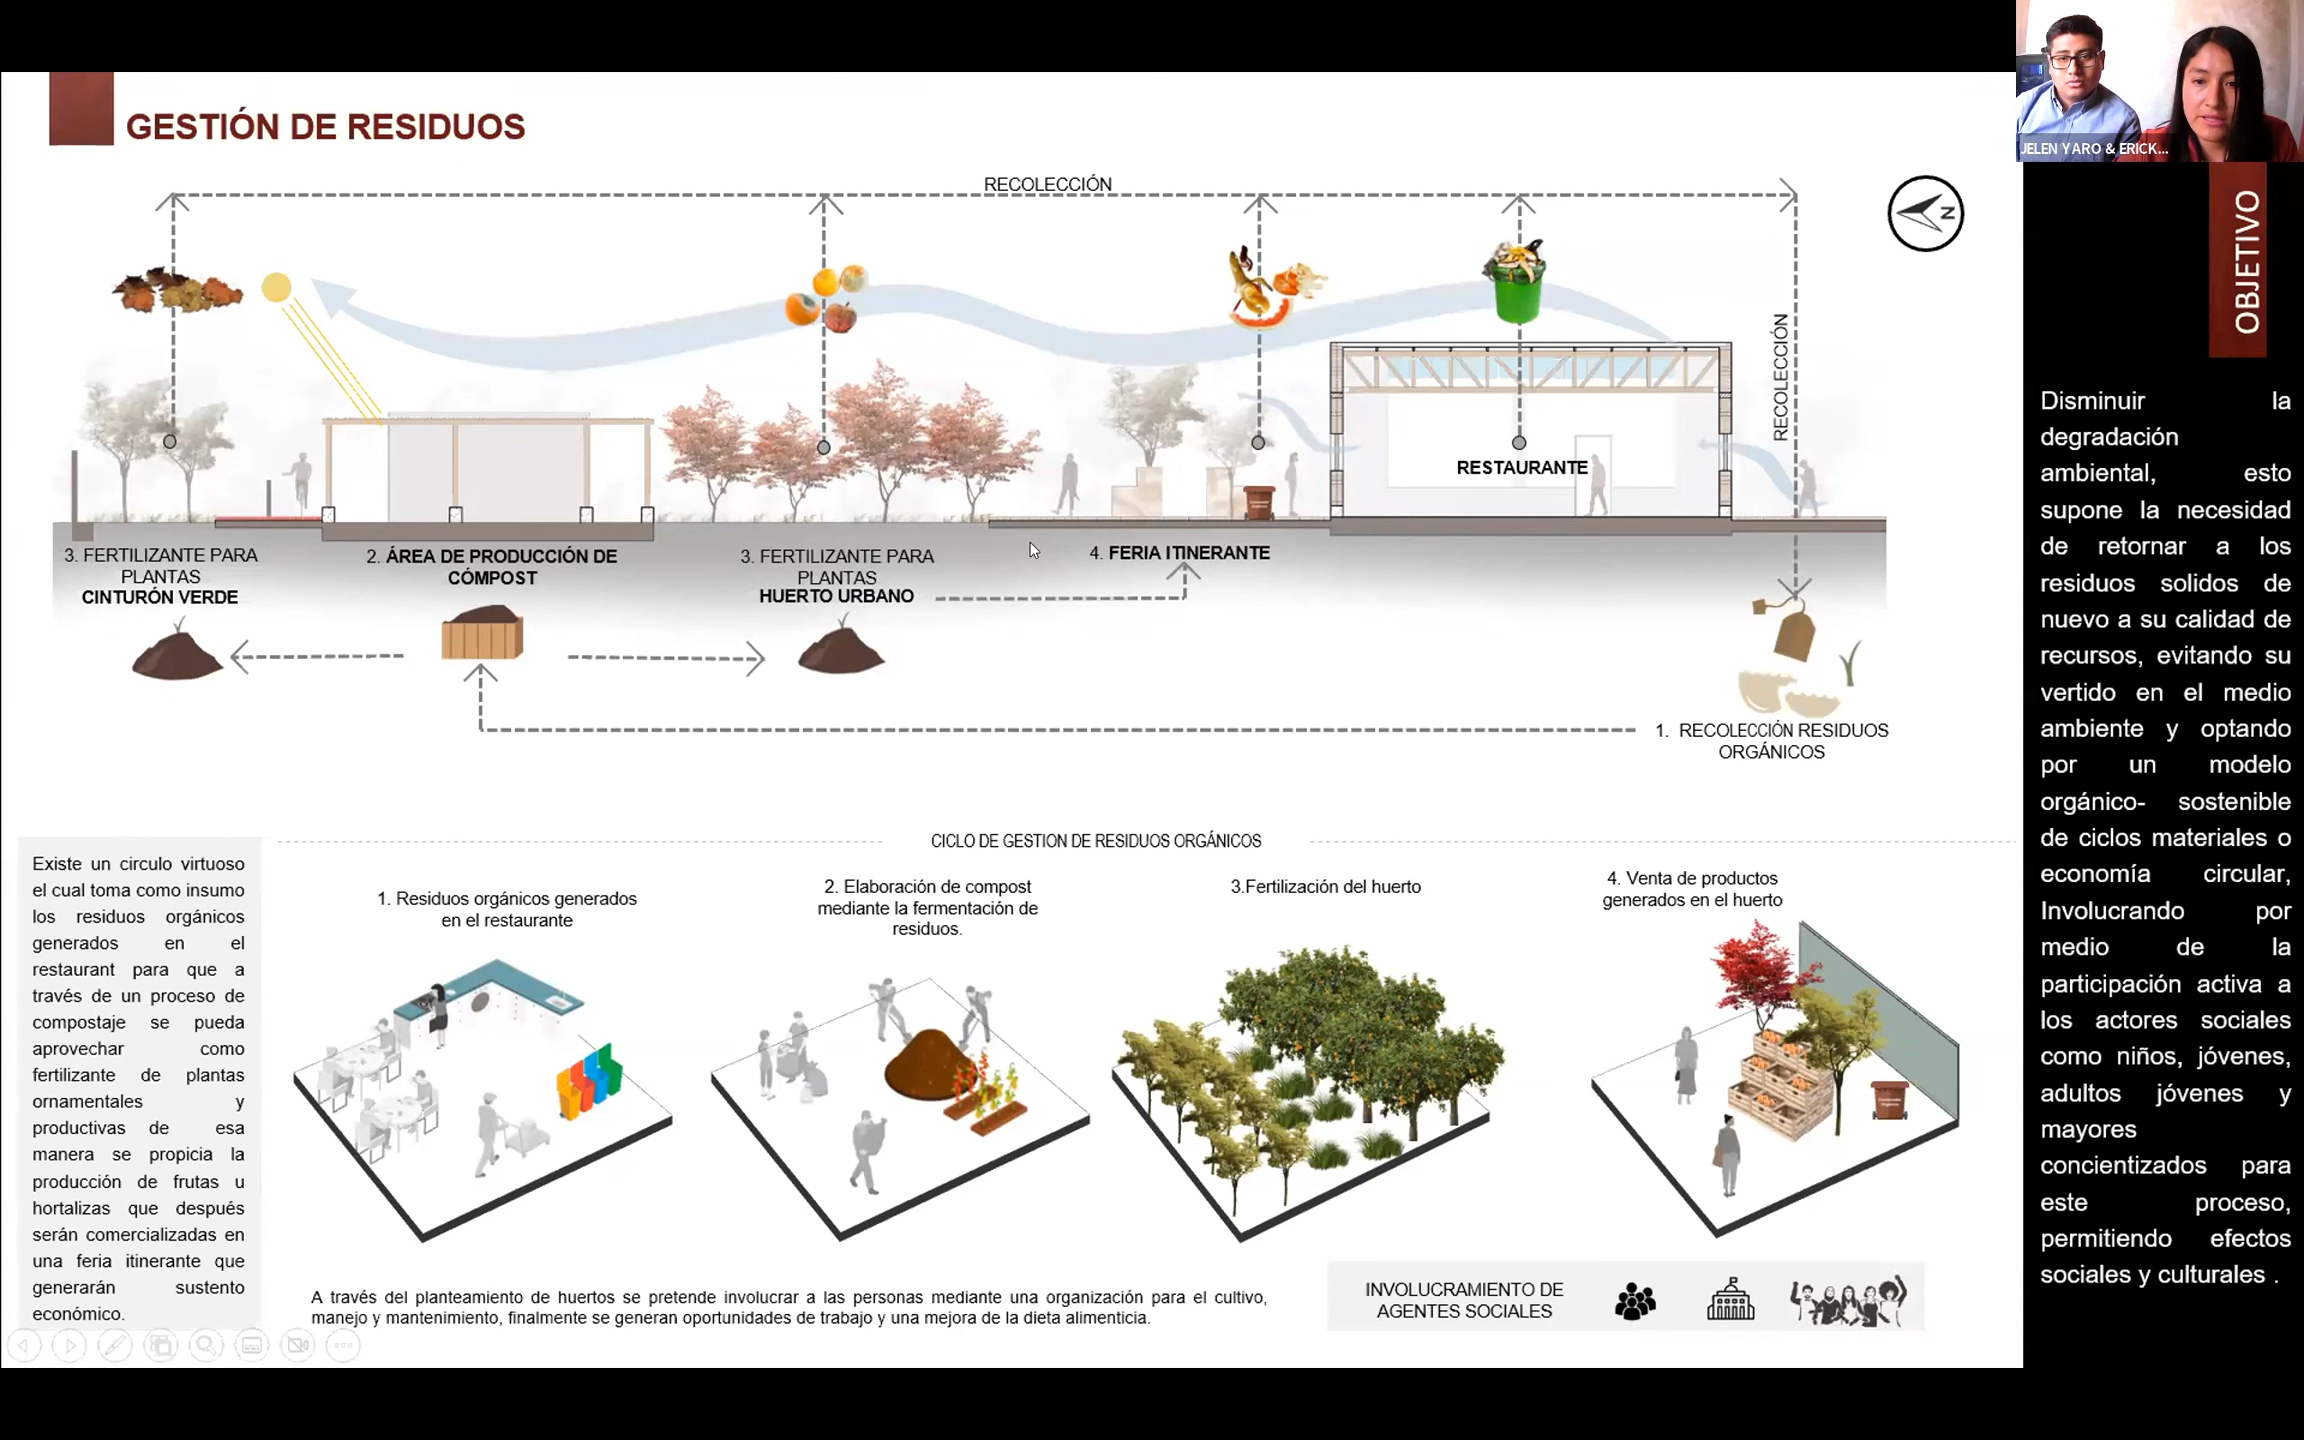 GESTIÓN DE RESIDUOS
RECOLECCIÓN
N
RECOLECCIÓN
RESTAURANTE
3. FERTILIZANTE PARA
PLANTAS
CINTURÓN VERDE
2. ÁREA DE PRODUCCIÓN DE
CÓMPOST
3. FERTILIZANTE PARA
PLANTAS
HUERTO URBANO
4. FERIA ITINERANTE
1. RECOLECCIÓN RESIDUOS
ORGÁNICOS
CICLO DE GESTION DE RESIDUOS ORGÁNICOS
Existe un circulo virtuoso
el cual toma como insumo
los residuos orgánicos
generados en el
restaurant para que a
través de un proceso de
compostaje se pueda
aprovechar como
fertilizante de plantas
ornamentales y
productivas de esa
manera se propicia la
producción de frutas u
hortalizas que después
serán comercializadas en
una feria itinerante que
generarán sustento
económico.
1. Residuos orgánicos generados
en el restaurante
2. Elaboración de compost
mediante la fermentación de
residuos.
3.Fertilización del huerto
4. Venta de productos
generados en el huerto
A través del planteamiento de huertos se pretende involucrar a las personas mediante una organización para el cultivo,
manejo y mantenimiento, finalmente se generan oportunidades de trabajo y una mejora de la dieta alimenticia.
INVOLUCRAMIENTO DE
AGENTES SOCIALES
JELEN YARO & ERICK...
OBJETIVO
Disminuir la
degradación
ambiental, esto
supone la necesidad
de retornar a los
residuos solidos de
nuevo a su calidad de
recursos, evitando su
vertido en el medio
ambiente y optando
por un modelo
orgánico- sostenible
de ciclos materiales o
economía circular,
Involucrando por
medio de la
participación activa a
los actores sociales
como niños, jóvenes,
adultos jóvenes y
mayores
concientizados para
este proceso,
permitiendo efectos
sociales y culturales .